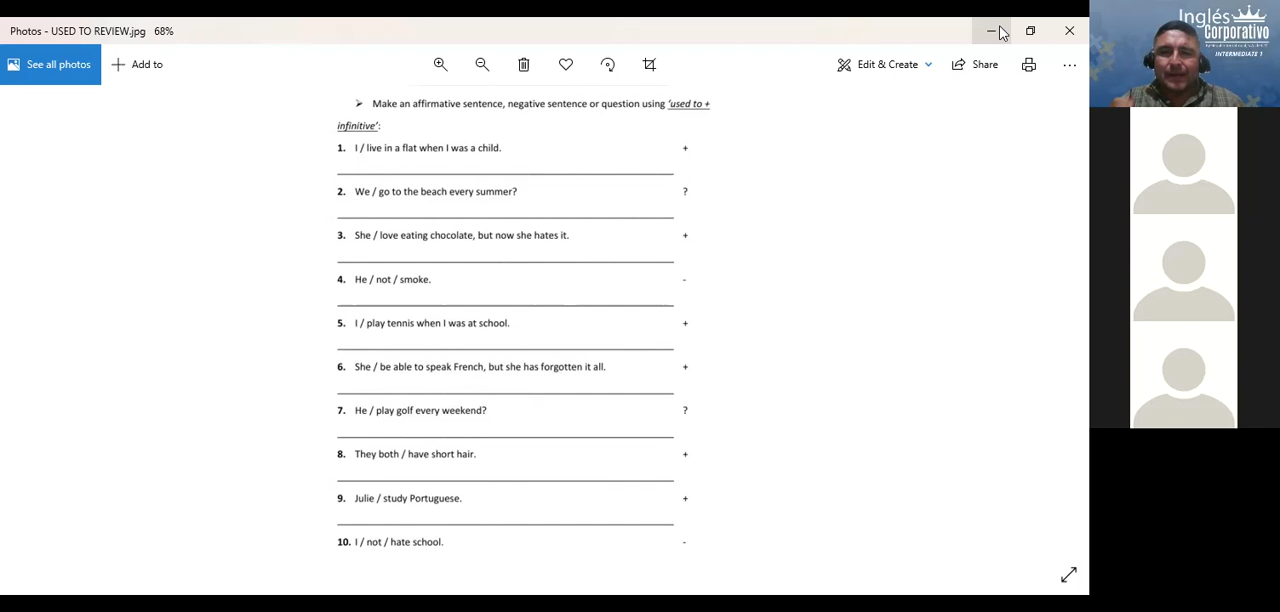 Photos - USED TO REVIEW.jpg 68%
See all photos
Add to
Edit & Create
Share
Make an affirmative sentence, negative sentence or question using 'used to +
infinitive':
1. I / live in a flat when I was a child. +
2. We / go to the beach every summer? ?
3. She / love eating chocolate, but now she hates it. +
4. He / not / smoke. -
5. I / play tennis when I was at school. +
6. She / be able to speak French, but she has forgotten it all. +
7. He / play golf every weekend? ?
8. They both / have short hair. +
9. Julie / study Portuguese. +
10. I / not / hate school. -
Inglés
Corporativo
INTERMEDIATE 1